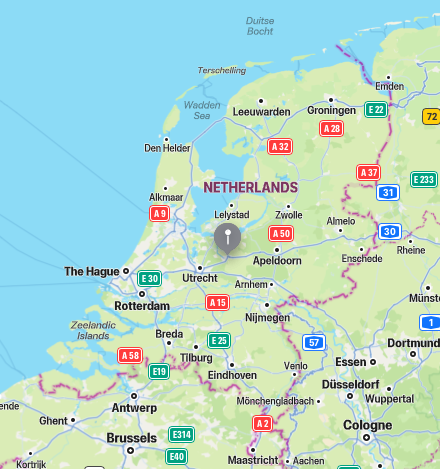 Duitse
Bocht
Terschelling
Emden
Wadden
Sea
Leeuwarden
Groningen
E 22
72
A 28
Den Helder
A 32
A 37
E 233
NETHERLANDS
31
Alkmaar
A 9
Lelystad
Zwolle
Almelo
A 50
30
Rheine
Apeldoorn
Enschede
The Hague
E 30
Utrecht
Arnhem
Münste
Rotterdam
A 15
Nijmegen
Zeelandic
Islands
1
Breda
E 25
57
Dortmund
A 58
Tilburg
Essen
E19
Eindhoven
Venlo
Düsseldorf
Wuppertal
ende
Antwerp
Mönchengladbach
Ghent
A 2
Cologne
E314
Brussels
E40
Kortrijk
Maastricht
Aachen